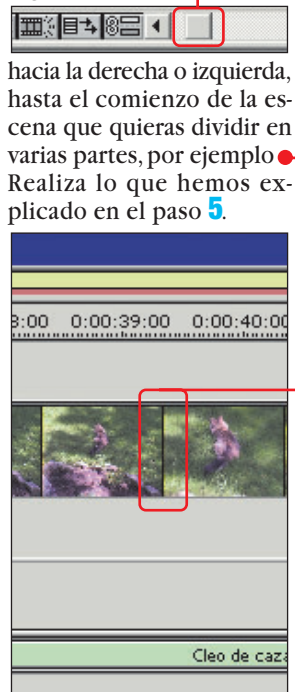 hacia la derecha o izquierda,
hasta el comienzo de la es-
cena que quieras dividir en
varias partes, por ejemplo
Realiza lo que hemos ex-
plicado en el paso 5.
:00 0:00:39:00 0:00:40:00
Cleo de caza